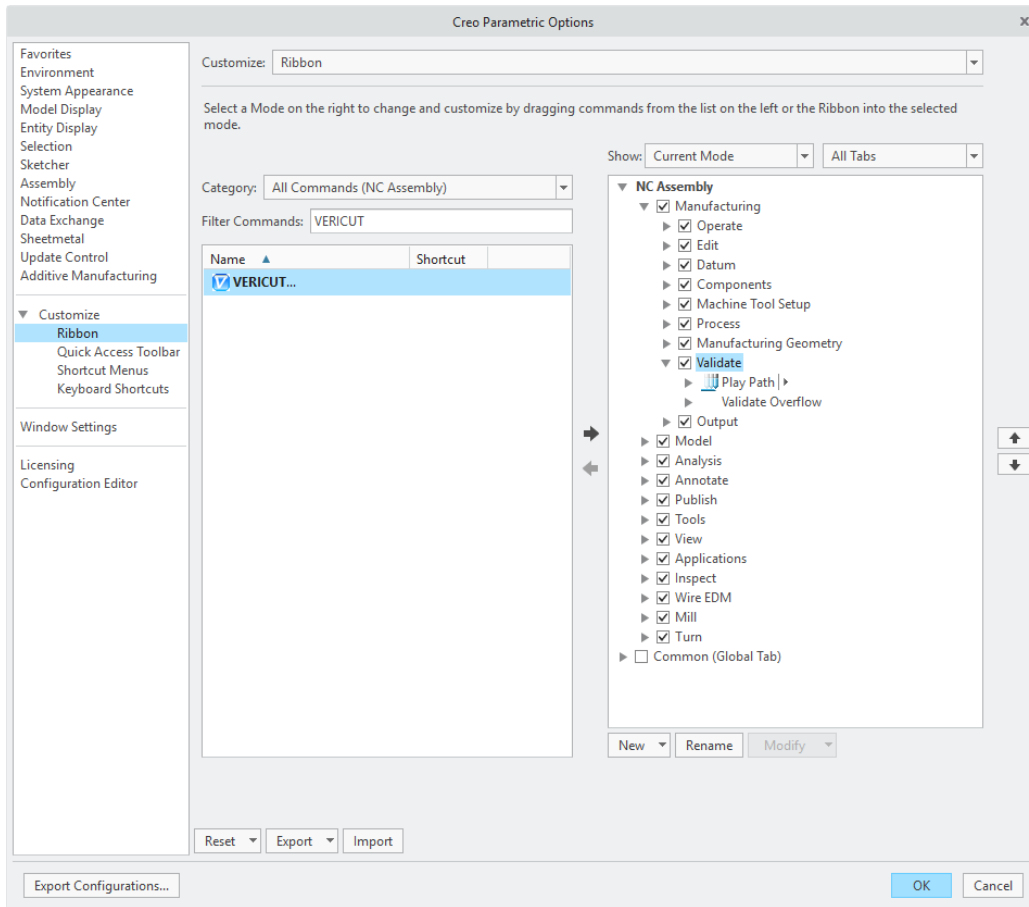 Creo Parametric Options
x
Favorites
Environment
System Appearance
Model Display
Entity Display
Selection
Sketcher
Assembly
Notification Center
Data Exchange
Sheetmetal
Update Control
Additive Manufacturing
Customize
Ribbon
Quick Access Toolbar
Shortcut Menus
Keyboard Shortcuts
Window Settings
Licensing
Configuration Editor
Customize: Ribbon
Select a Mode on the right to change and customize by dragging commands from the list on the left or the Ribbon into the selected
mode.
Category: All Commands (NC Assembly)
Filter Commands: VERICUT
Name Shortcut
VERICUT...
Show: Current Mode All Tabs
NC Assembly
Manufacturing
Operate
Edit
Datum
Components
Machine Tool Setup
Process
Manufacturing Geometry
Validate
Play Path
Validate Overflow
Output
Model
Analysis
Annotate
Publish
Tools
View
Applications
Inspect
Wire EDM
Mill
Turn
Common (Global Tab)
New Rename Modify
Reset Export Import
Export Configurations... OK Cancel